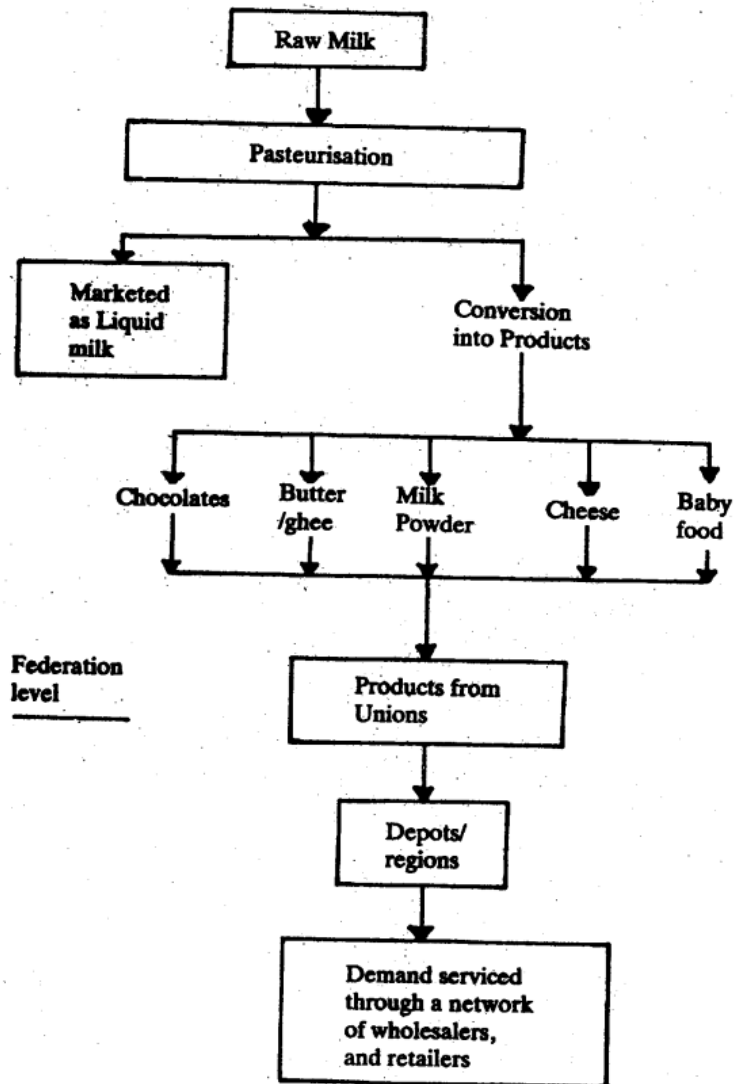 Raw Milk
Pasteurisation
Marketed
as Liquid
milk
Conversion
into Products
Chocolates
Butter
/ghee
Milk
Powder
Cheese
Baby
food
Federation
level
Products from
Unions
Depots/
regions
Demand serviced
through a network
of wholesalers,
and retailers